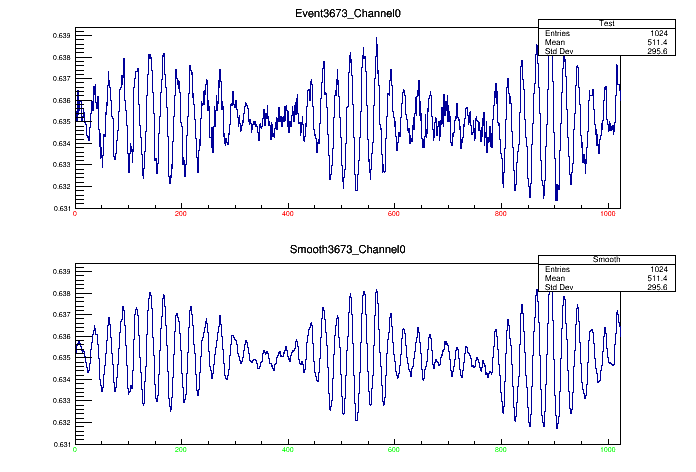 Event3673_Channel0
Test
Entries 1024
Mean 511.4
Std Dev 295.6
0.639
0.638
0.637
0.636
0.635
0.634
0.633
0.632
0.631
0 200 400 600 800 1000
Smooth3673_Channel0
Smooth
Entries 1024
Mean 511.4
Std Dev 295.6
0.639
0.638
0.637
0.636
0.635
0.634
0.633
0.632
0.631
0 200 400 600 800 1000